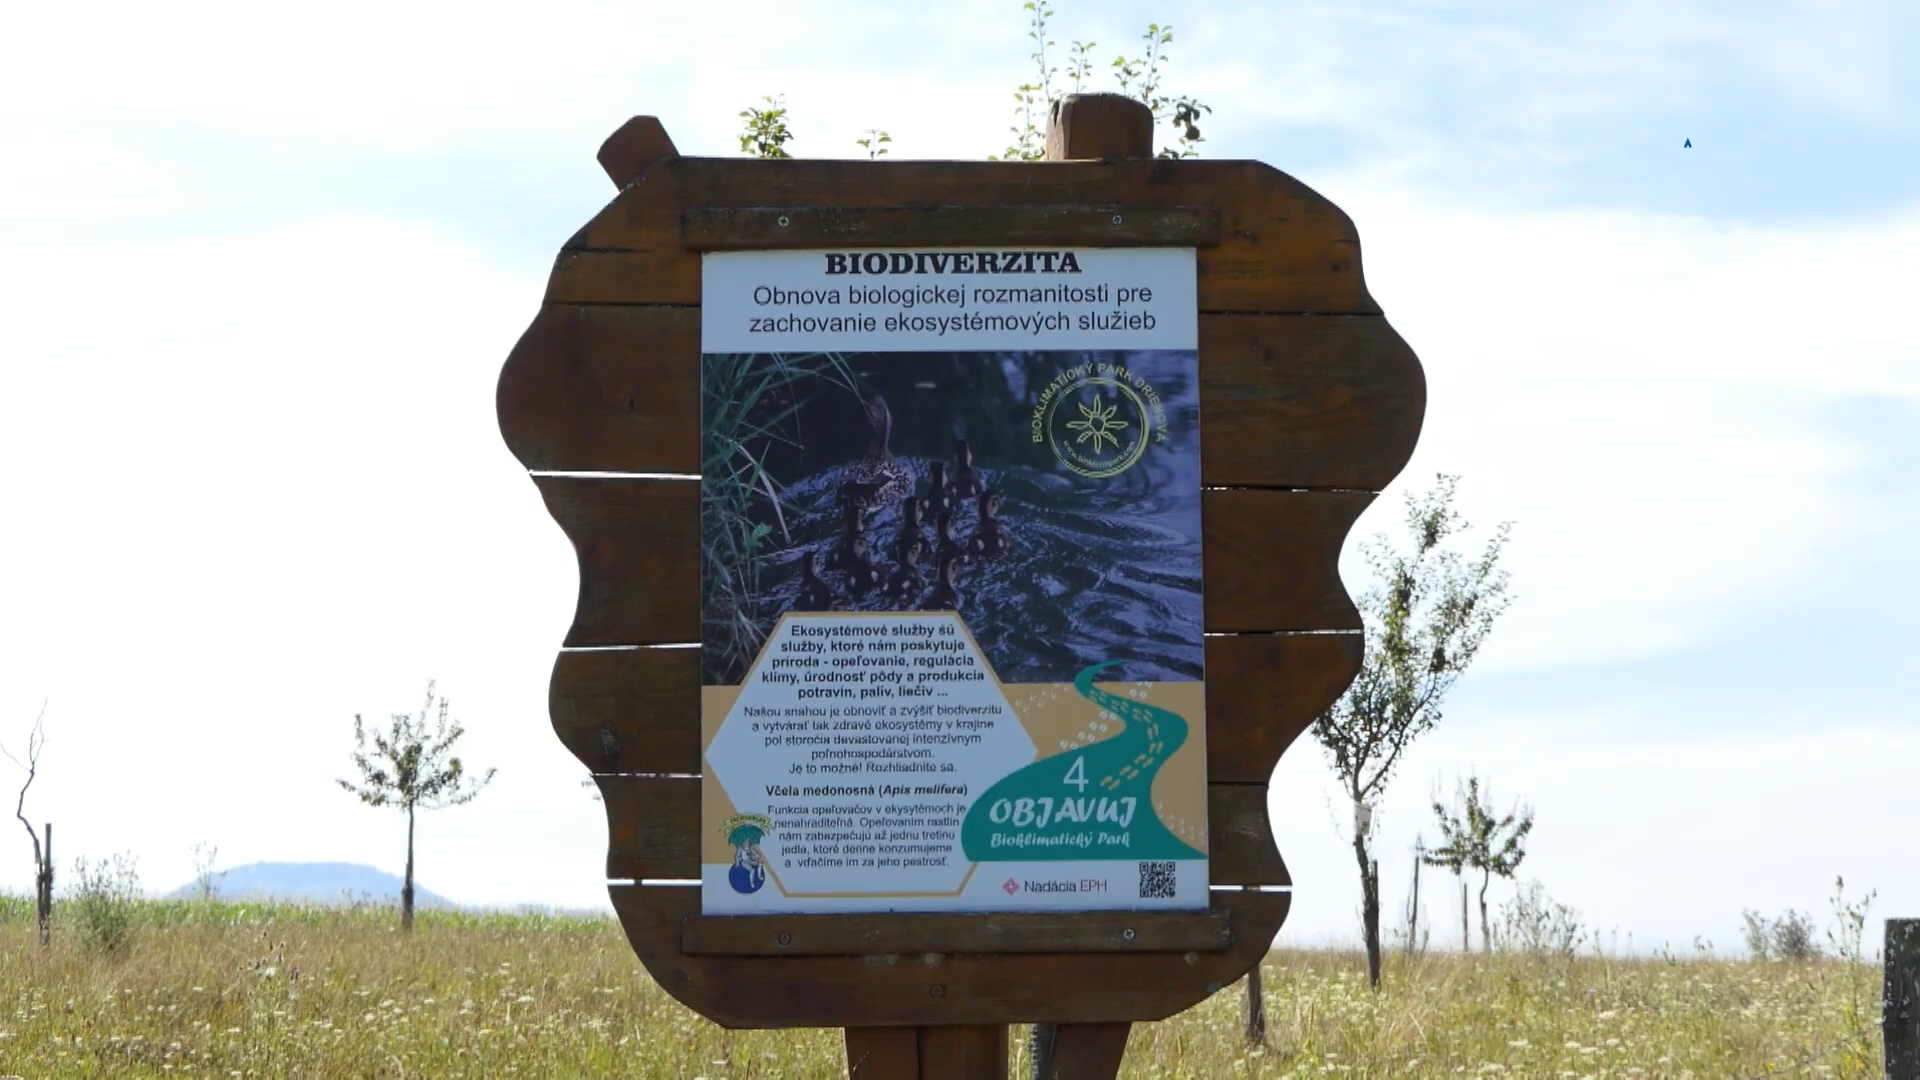 BIODIVERZITA
Obnova biologickej rozmanitosti pre
zachovanie ekosystémových služieb
BIOKLIMATICKÝ PARK DRIEŇOVÁ
Ekosystémové služby sú
služby, ktoré nám poskytuje
príroda - opeľovanie, regulácia
klímy, úrodnosť pôdy a produkcia
potravín, palív, liečiv ...
Našou snahou je obnoviť a zvýšiť biodiverzitu
a vytvárať tak zdravé ekosystémy v krajine
pol storočia devastovanej intenzívnym
poľnohospodárstvom.
Je to možné! Rozhliadnite sa.
Včela medonosná (Apis melifera)
Funkcia opeľovačov v ekysytémoch je
nenahraditeľná. Opeľovaním rastlín
nám zabezpečujú až jednu tretinu
jedla, ktoré denne konzumujeme
a vďačíme im za jeho pestrosť.
4
OBJAVUJ
Bioklimatický Park
Nadácia EPH